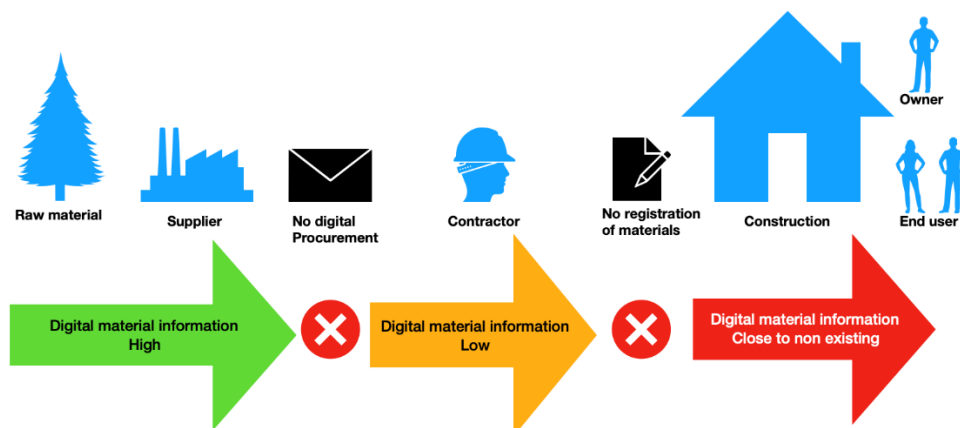 Owner
Raw material
Supplier
No digital
Procurement
Contractor
No registration
of materials
Construction
End user
Digital material information
High
Digital material information
Low
Digital material information
Close to non existing